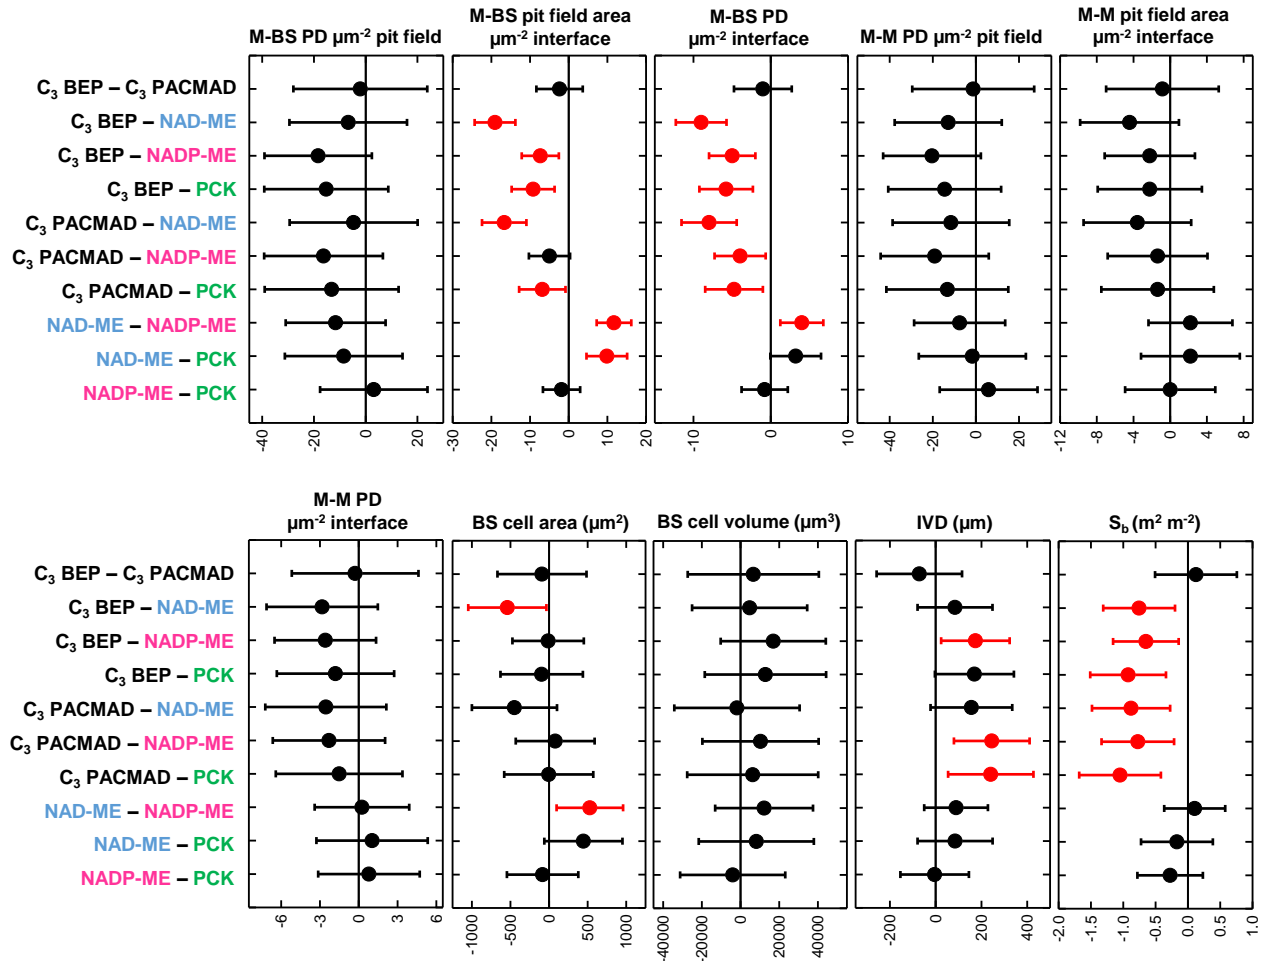 M-BS PD µm⁻² pit field
M-BS pit field area
µm⁻² interface
M-BS PD
µm⁻² interface
M-M PD µm⁻² pit field
M-M pit field area
µm⁻² interface
C₃ BEP – C₃ PACMAD
C₃ BEP – NAD-ME
C₃ BEP – NADP-ME
C₃ BEP – PCK
C₃ PACMAD – NAD-ME
C₃ PACMAD – NADP-ME
C₃ PACMAD – PCK
NAD-ME – NADP-ME
NAD-ME – PCK
NADP-ME – PCK
-40 -20 0 20
-30 -20 -10 0 10 20
-10 0 10
-40 -20 0 20
-12 -8 -4 0 4 8
M-M PD
µm⁻² interface
BS cell area (µm²)
BS cell volume (µm³)
IVD (µm)
S_b (m² m⁻²)
C₃ BEP – C₃ PACMAD
C₃ BEP – NAD-ME
C₃ BEP – NADP-ME
C₃ BEP – PCK
C₃ PACMAD – NAD-ME
C₃ PACMAD – NADP-ME
C₃ PACMAD – PCK
NAD-ME – NADP-ME
NAD-ME – PCK
NADP-ME – PCK
-6 -3 0 3 6
-1000 -500 0 500 1000
-40000 -20000 0 20000 40000
-200 0 200 400
-2.0 -1.5 -1.0 -0.5 0.0 0.5 1.0